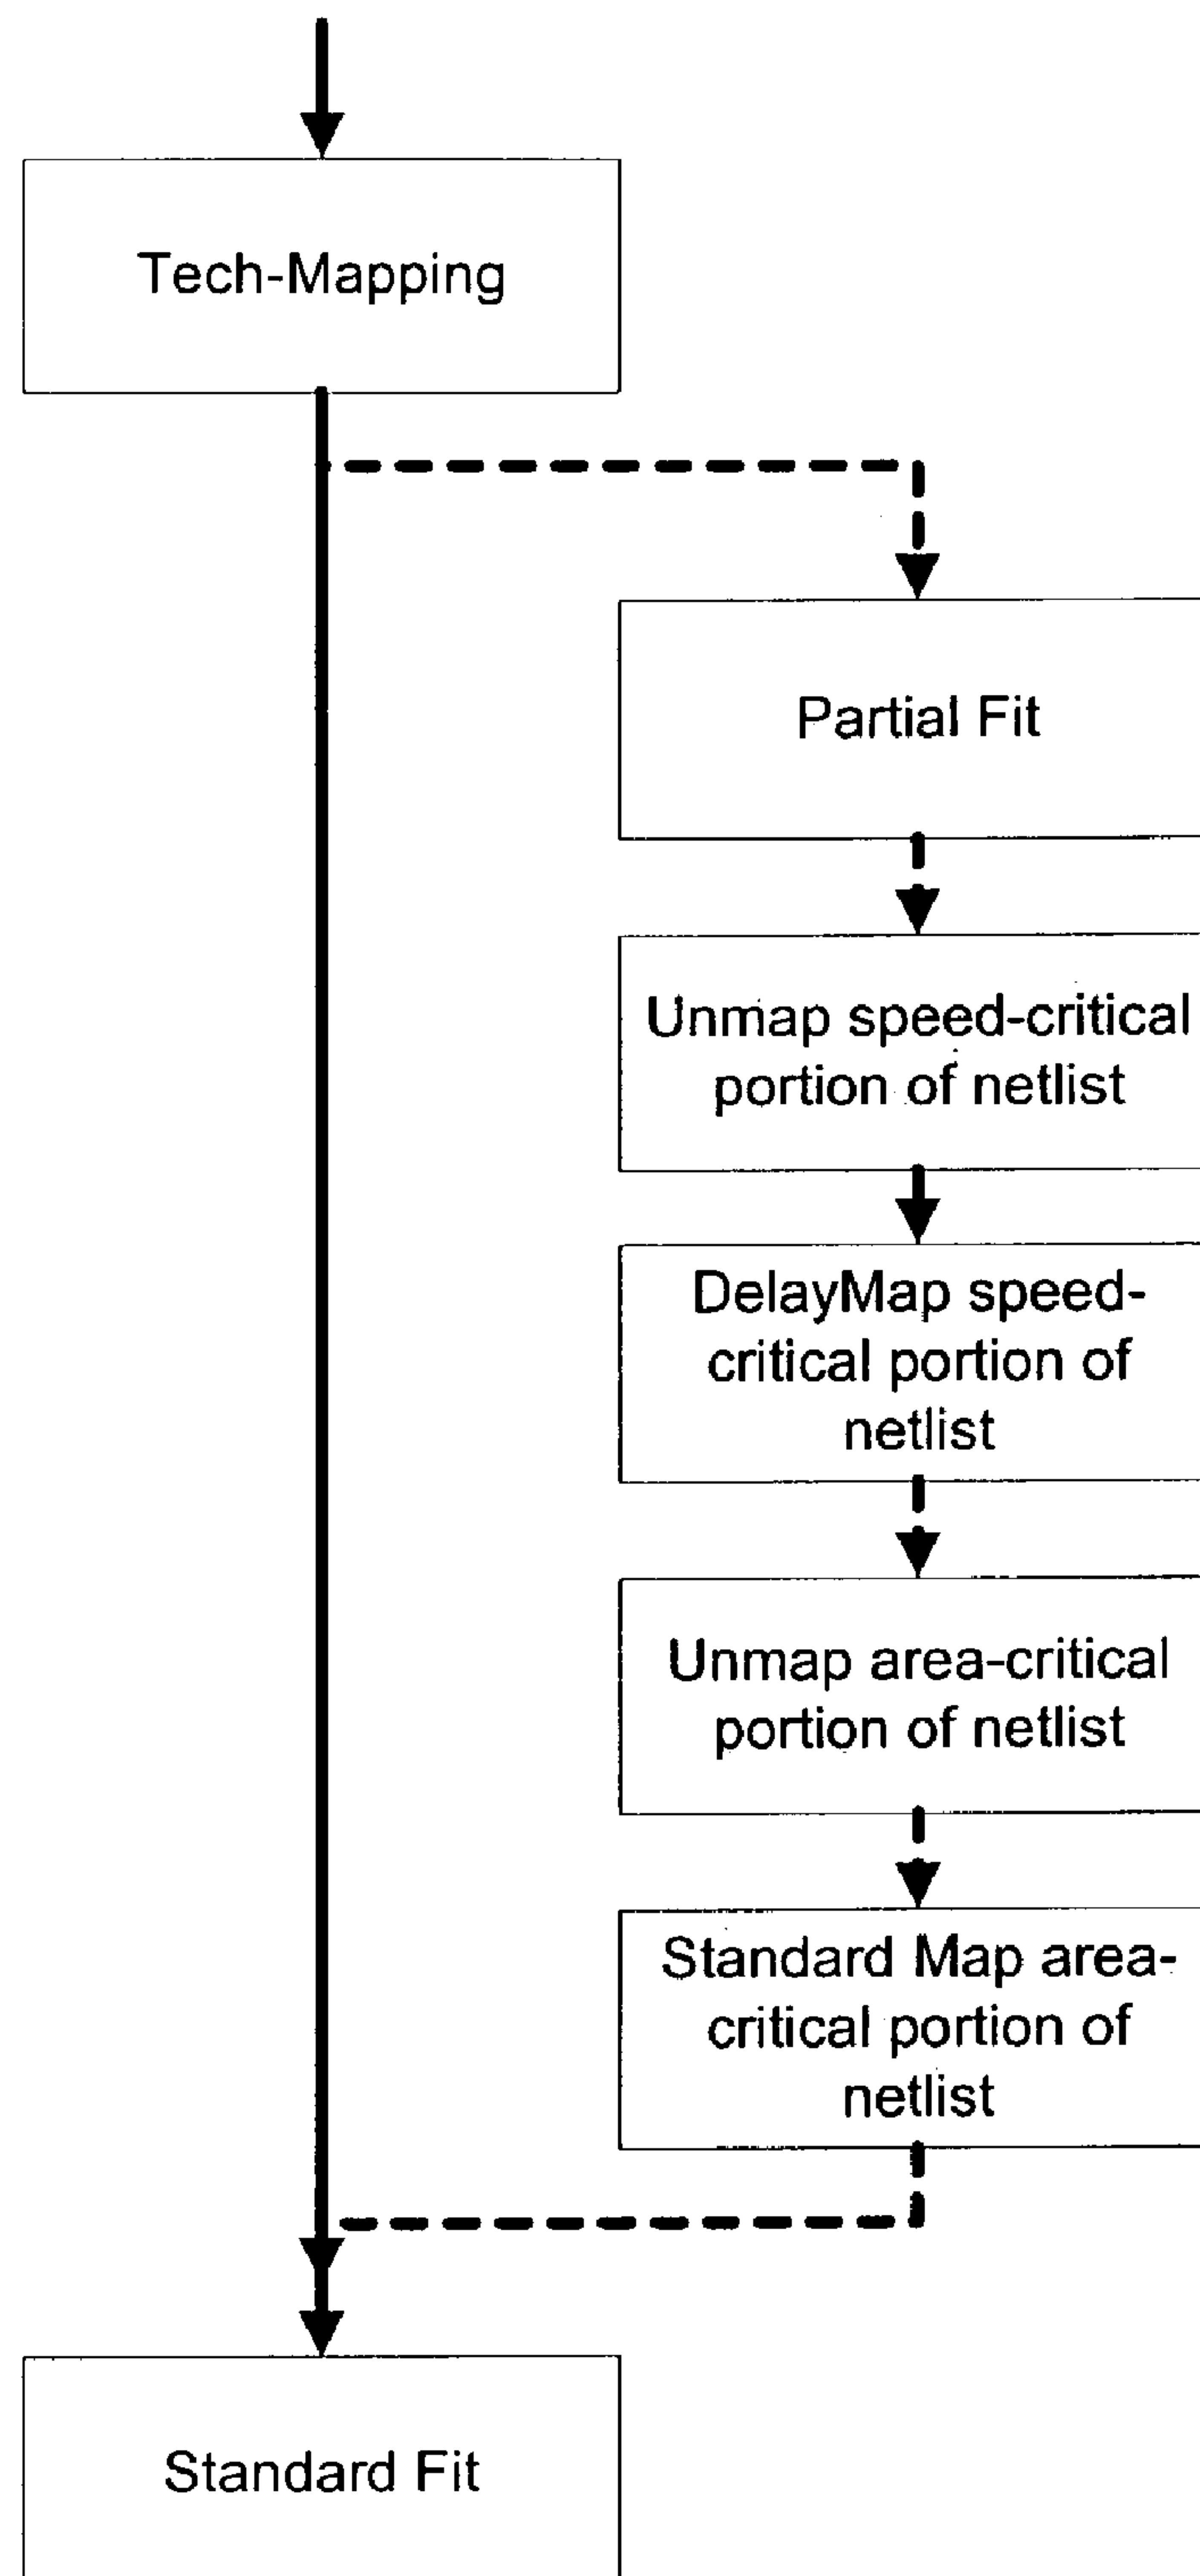 Tech-Mapping
Partial Fit
Unmap speed-critical
portion of netlist
DelayMap speed-
critical portion of
netlist
Unmap area-critical
portion of netlist
Standard Map area-
critical portion of
netlist
Standard Fit